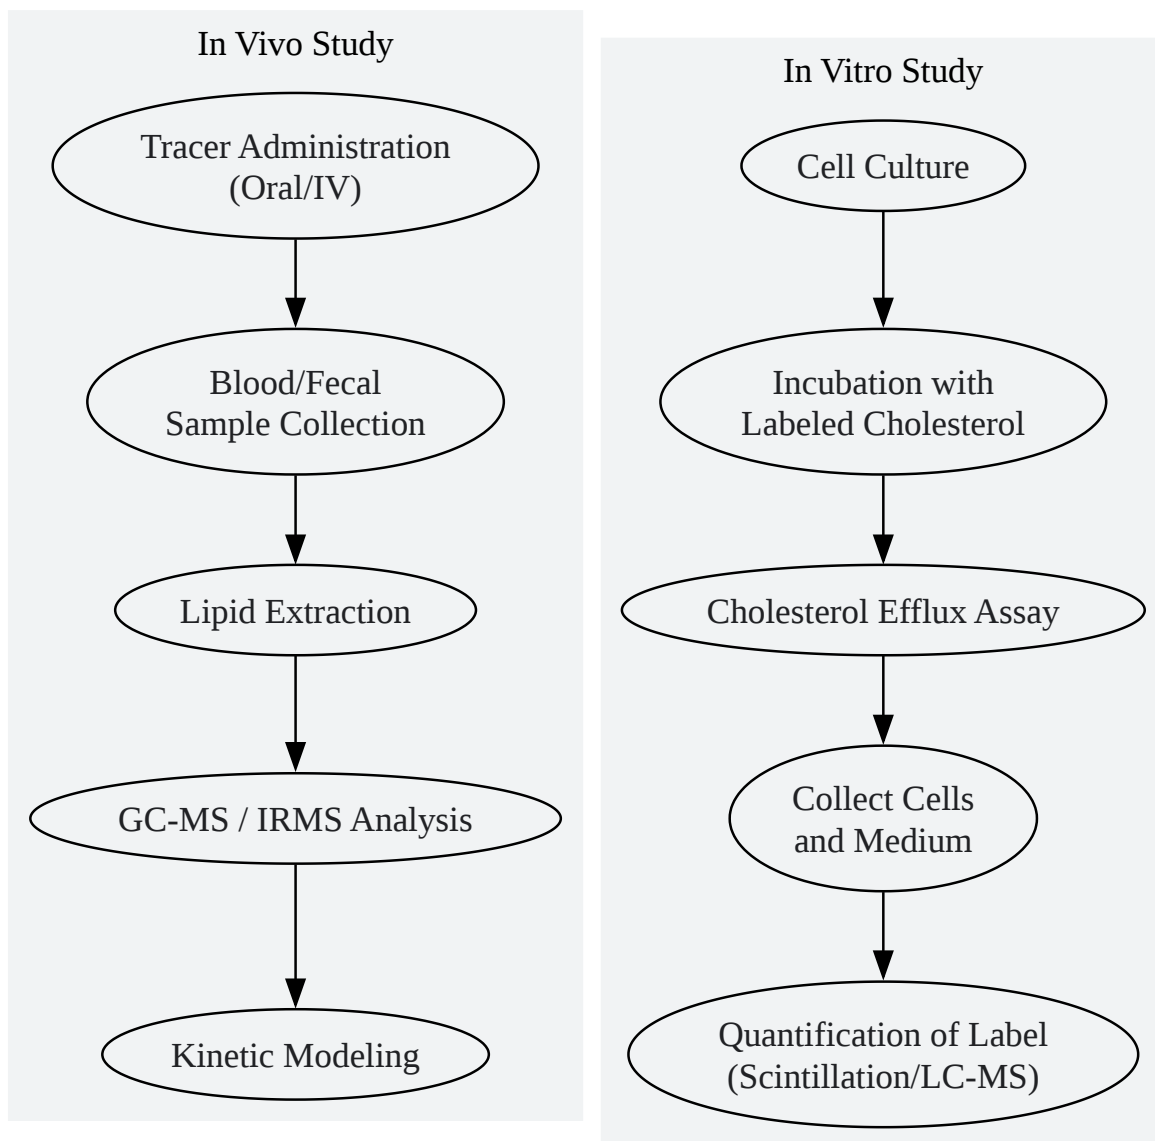 In Vivo Study
Tracer Administration
(Oral/IV)
Blood/Fecal
Sample Collection
Lipid Extraction
GC-MS / IRMS Analysis
Kinetic Modeling
In Vitro Study
Cell Culture
Incubation with
Labeled Cholesterol
Cholesterol Efflux Assay
Collect Cells
and Medium
Quantification of Label
(Scintillation/LC-MS)